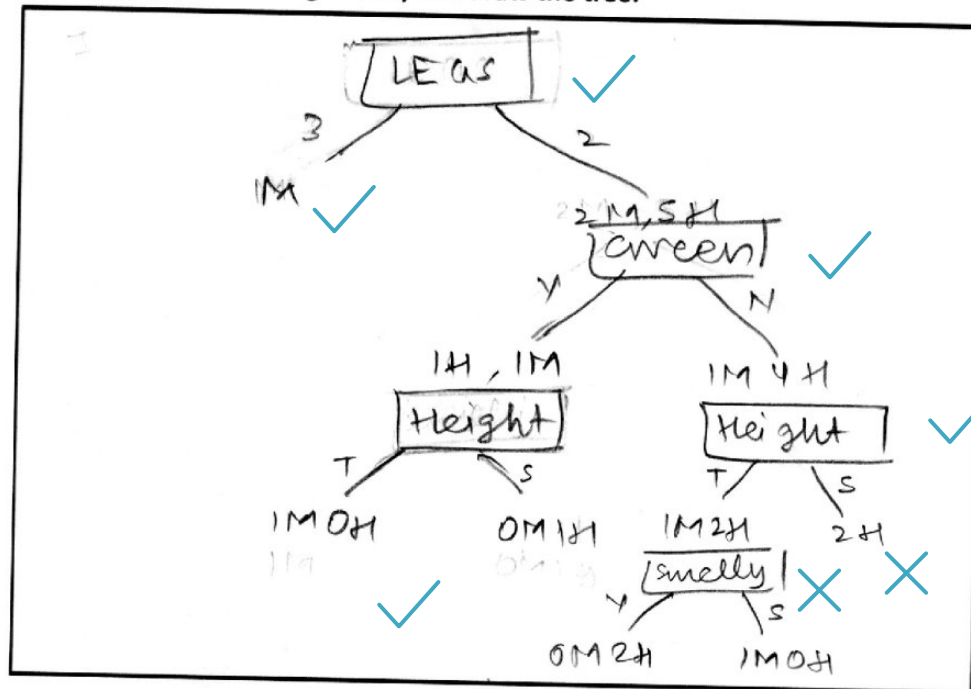 LEGS
3 2
1M
2M, 5H
Green
Y N
1H, 1M 1M 4H
Height Height
T S T S
1M 0H 0M 1H 1M 2H 2H
smelly
Y S
0M 2H 1M 0H